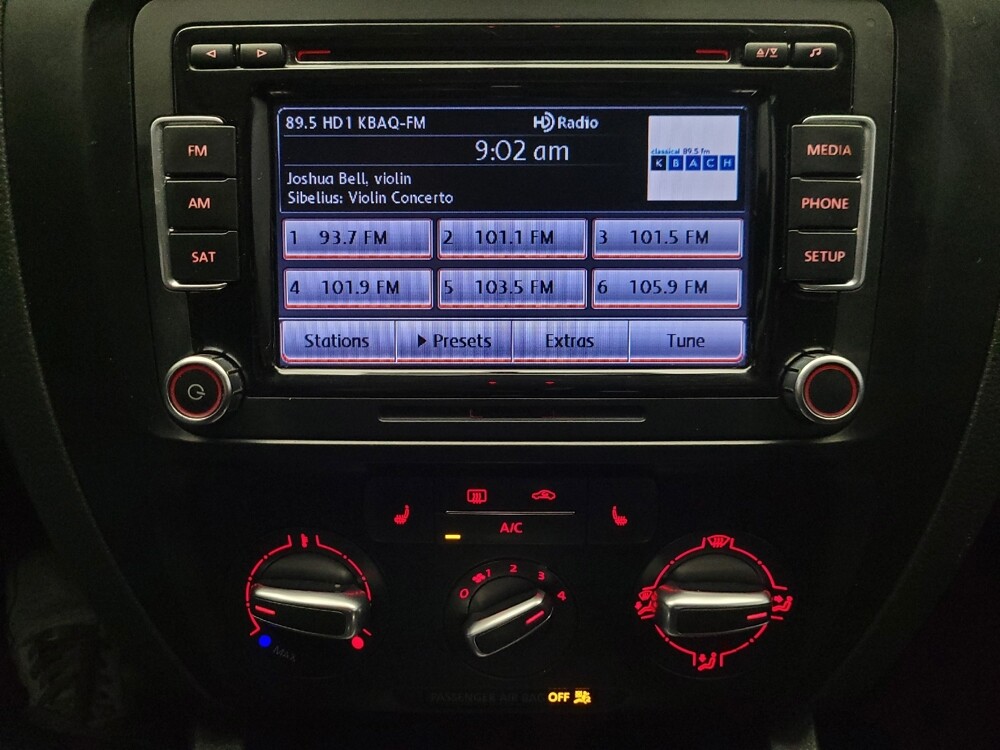 FM
AM
SAT
MEDIA
PHONE
SETUP
89.5 HD1 KBAQ-FM
HD Radio
9:02 am
Joshua Bell, violin
Sibelius: Violin Concerto
classical 89.5 fm
KBACH
1 93.7 FM
2 101.1 FM
3 101.5 FM
4 101.9 FM
5 103.5 FM
6 105.9 FM
Stations
Presets
Extras
Tune
A/C
0 1 2 3 4
MAX
PASSENGER AIR BAG OFF